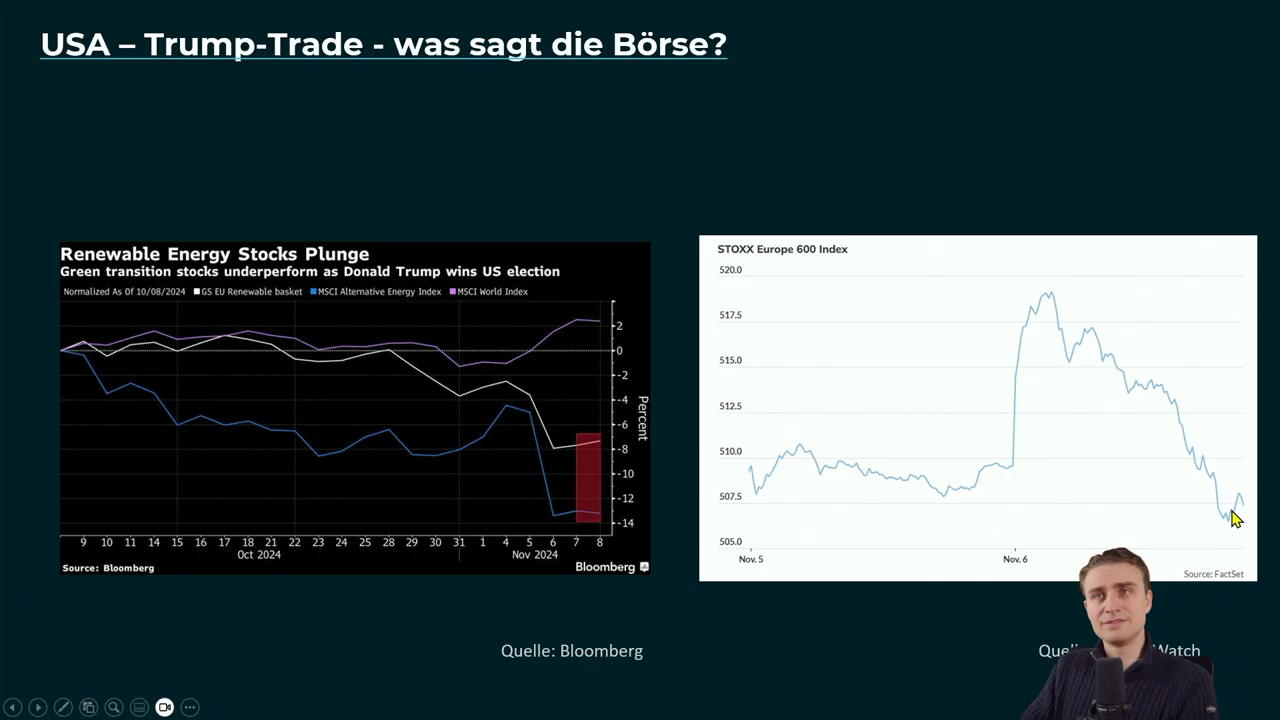 USA – Trump-Trade - was sagt die Börse?
Renewable Energy Stocks Plunge
Green transition stocks underperform as Donald Trump wins US election
Normalized As Of 10/08/2024 GS EU Renewable basket MSCI Alternative Energy Index MSCI World Index
2
0
-2
-4
-6
-8
-10
-12
-14
Percent
9 10 11 14 15 16 17 18 21 22 23 24 25 28 29 30 31 1 4 5 6 7 8
Oct 2024 Nov 2024
Source: Bloomberg
Bloomberg
STOXX Europe 600 Index
520.0
517.5
515.0
512.5
510.0
507.5
505.0
Nov. 5 Nov. 6
Source: FactSet
Quelle: Bloomberg
Watch